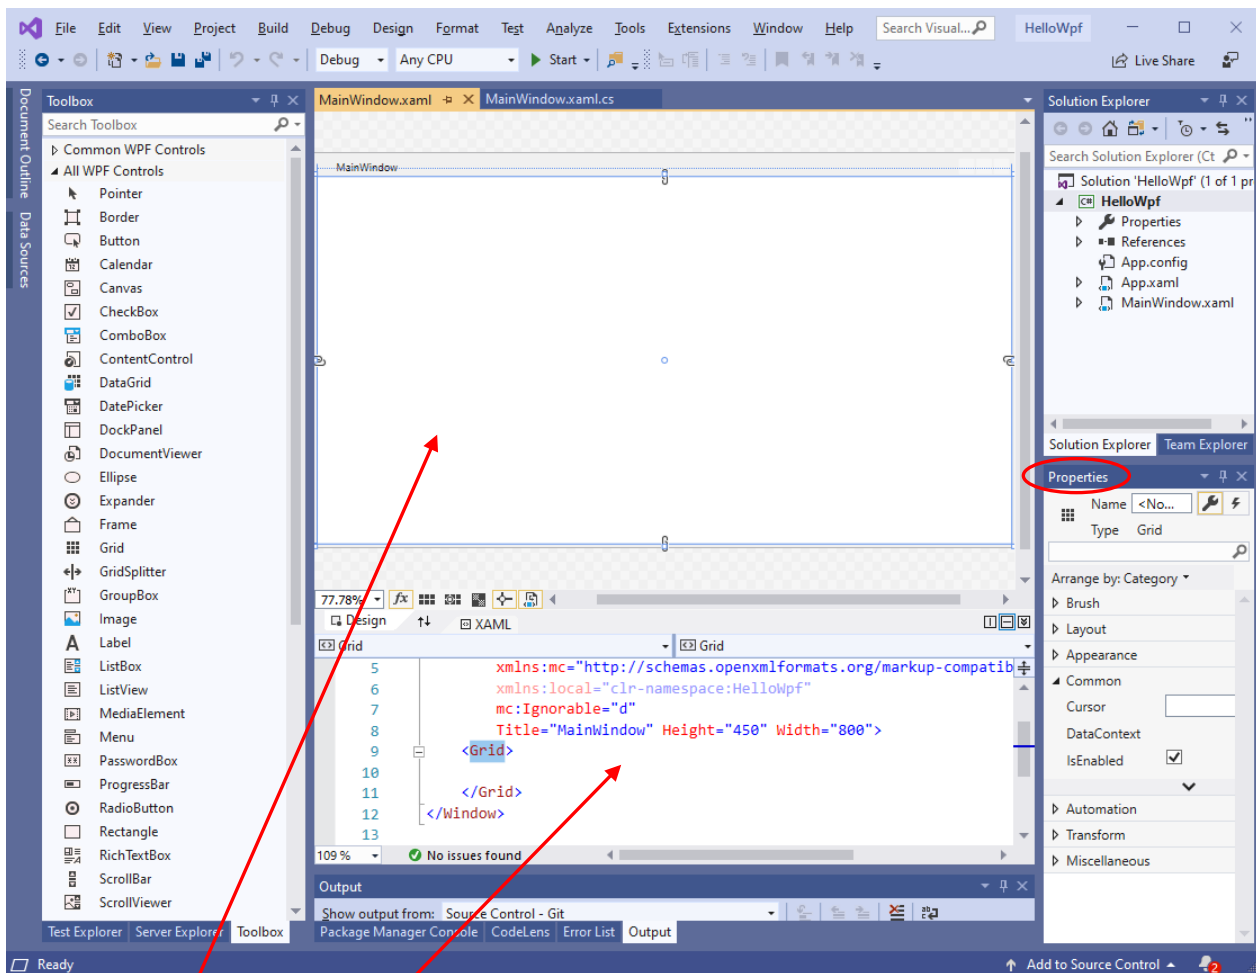 File Edit View Project Build Debug Design Format Test Analyze Tools Extensions Window Help Search Visual... HelloWpf
Debug Any CPU Start Live Share
Document Outline
Data Sources
Toolbox
Search Toolbox
Common WPF Controls
All WPF Controls
Pointer
Border
Button
Calendar
Canvas
CheckBox
ComboBox
ContentControl
DataGrid
DatePicker
DockPanel
DocumentViewer
Ellipse
Expander
Frame
Grid
GridSplitter
GroupBox
Image
Label
ListBox
ListView
MediaElement
Menu
PasswordBox
ProgressBar
RadioButton
Rectangle
RichTextBox
ScrollBar
ScrollViewer
Test Explorer Server Explorer Toolbox
MainWindow.xaml MainWindow.xaml.cs
MainWindow
77.78% fx
Design XAML
Grid Grid
5 xmlns:mc="http://schemas.openxmlformats.org/markup-compatib
6 xmlns:local="clr-namespace:HelloWpf"
7 mc:Ignorable="d"
8 Title="MainWindow" Height="450" Width="800">
9 <Grid>
10
11 </Grid>
12 </Window>
13
109 % No issues found
Output
Show output from: Source Control - Git
Package Manager Console CodeLens Error List Output
Solution Explorer
Search Solution Explorer (Ct
Solution 'HelloWpf' (1 of 1 pr
C# HelloWpf
Properties
References
App.config
App.xaml
MainWindow.xaml
Solution Explorer Team Explorer
Properties
Name <No...
Type Grid
Arrange by: Category
Brush
Layout
Appearance
Common
Cursor
DataContext
IsEnabled
Automation
Transform
Miscellaneous
Ready Add to Source Control 2